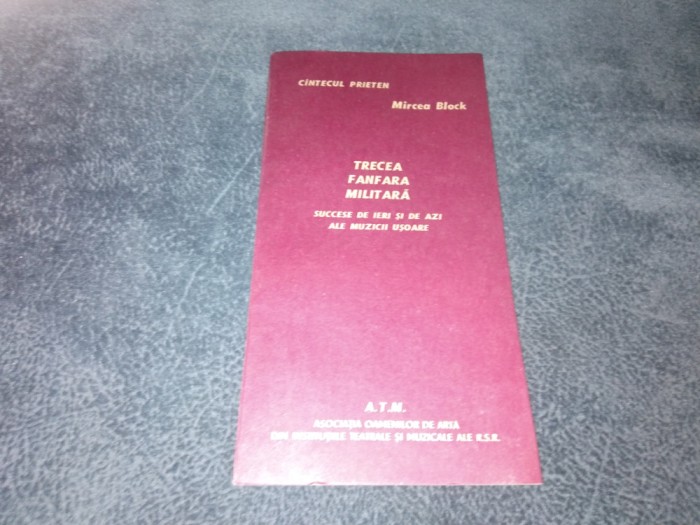 CÎNTECUL PRIETEN
Mircea Block
TRECEA
FANFARA
MILITARĂ
SUCCESE DE IERI ŞI DE AZI
ALE MUZICII UŞOARE
A.T.M.
ASOCIAŢIA OAMENILOR DE ARTĂ
DIN INSTITUŢIILE TEATRALE ŞI MUZICALE ALE R.S.R.